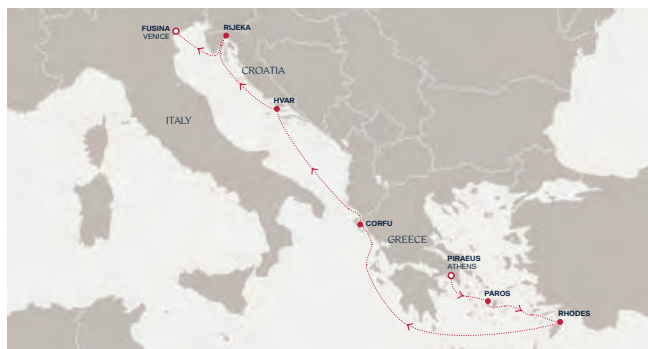 FUSINA
VENICE
RIJEKA
CROATIA
HVAR
ITALY
CORFU
GREECE
PIRAEUS
ATHENS
PAROS
RHODES